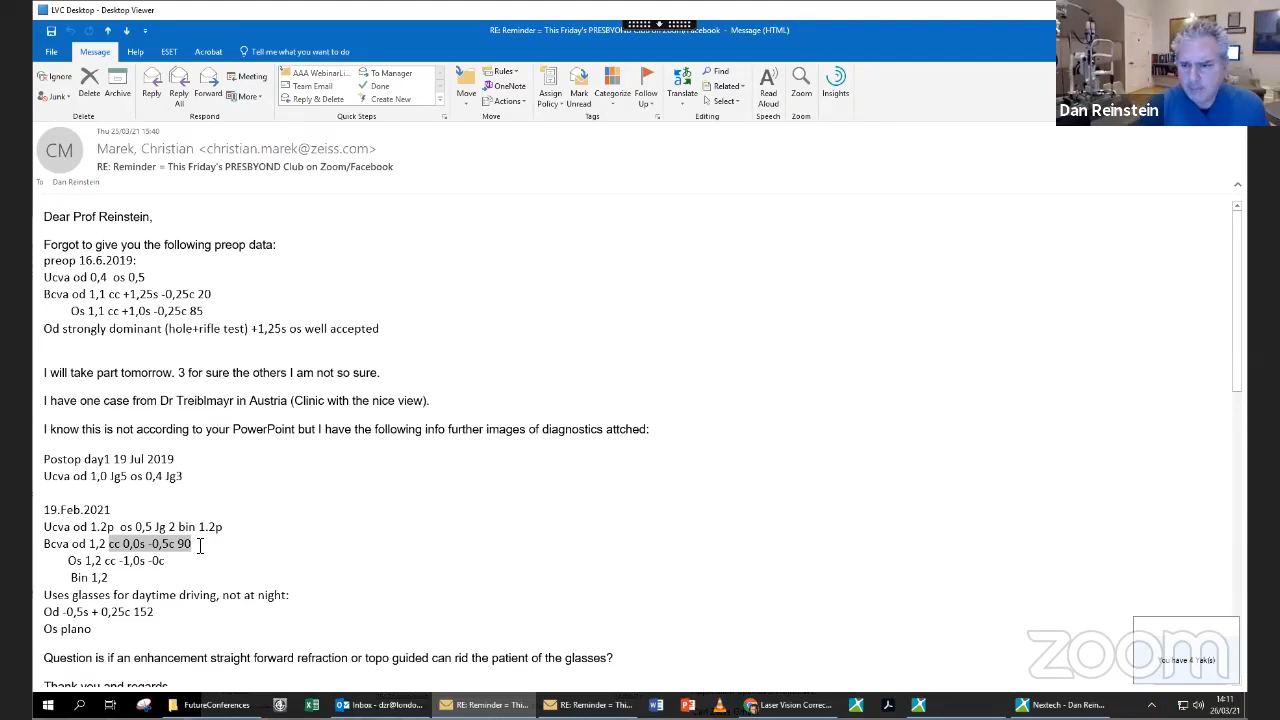 LVC Desktop - Desktop Viewer
RE: Reminder = This Friday's PRESBYOND Club on Zoom/Facebook - Message (HTML)
File Message Help ESET Acrobat Tell me what you want to do
Ignore
Junk
Delete
Archive
Reply
Reply All
Forward
Meeting
More
AAA WebinarLi...
Team Email
Reply & Delete
To Manager
Done
Create New
Move
Rules
OneNote
Actions
Assign Policy
Mark Unread
Categorize
Follow Up
Translate
Find
Related
Select
Read Aloud
Zoom
Insights
Delete Respond Quick Steps Move Tags Editing Speech Zoom
Dan Reinstein
Thu 25/03/21 15:40
CM
Marek, Christian <christian.marek@zeiss.com>
RE: Reminder = This Friday's PRESBYOND Club on Zoom/Facebook
To Dan Reinstein
Dear Prof Reinstein,
Forgot to give you the following preop data:
preop 16.6.2019:
Ucva od 0,4 os 0,5
Bcva od 1,1 cc +1,25s -0,25c 20
Os 1,1 cc +1,0s -0,25c 85
Od strongly dominant (hole+rifle test) +1,25s os well accepted
I will take part tomorrow. 3 for sure the others I am not so sure.
I have one case from Dr Treiblmayr in Austria (Clinic with the nice view).
I know this is not according to your PowerPoint but I have the following info further images of diagnostics attched:
Postop day1 19 Jul 2019
Ucva od 1,0 Jg5 os 0,4 Jg3
19.Feb.2021
Ucva od 1.2p os 0,5 Jg 2 bin 1.2p
Bcva od 1,2 cc 0,0s -0,5c 90
Os 1,2 cc -1,0s -0c
Bin 1,2
Uses glasses for daytime driving, not at night:
Od -0,5s + 0,25c 152
Os plano
Question is if an enhancement straight forward refraction or topo guided can rid the patient of the glasses?
Thank you and regards
zoom
You have 4 Yak(s)
FutureConferences
Inbox - dzr@londo...
RE: Reminder = Thi...
RE: Reminder = Thi...
Laser Vision Correc...
Nextech - Dan Rein...
14:11
26/03/21